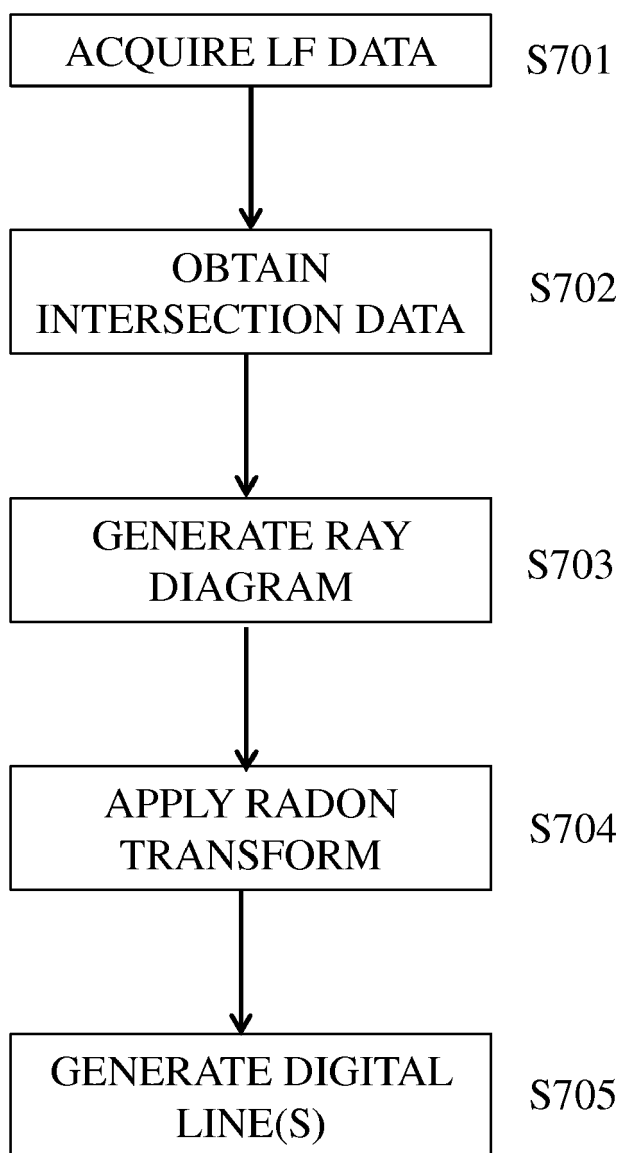 ACQUIRE LF DATA
S701
OBTAIN
INTERSECTION DATA
S702
GENERATE RAY
DIAGRAM
S703
APPLY RADON
TRANSFORM
S704
GENERATE DIGITAL
LINE(S)
S705